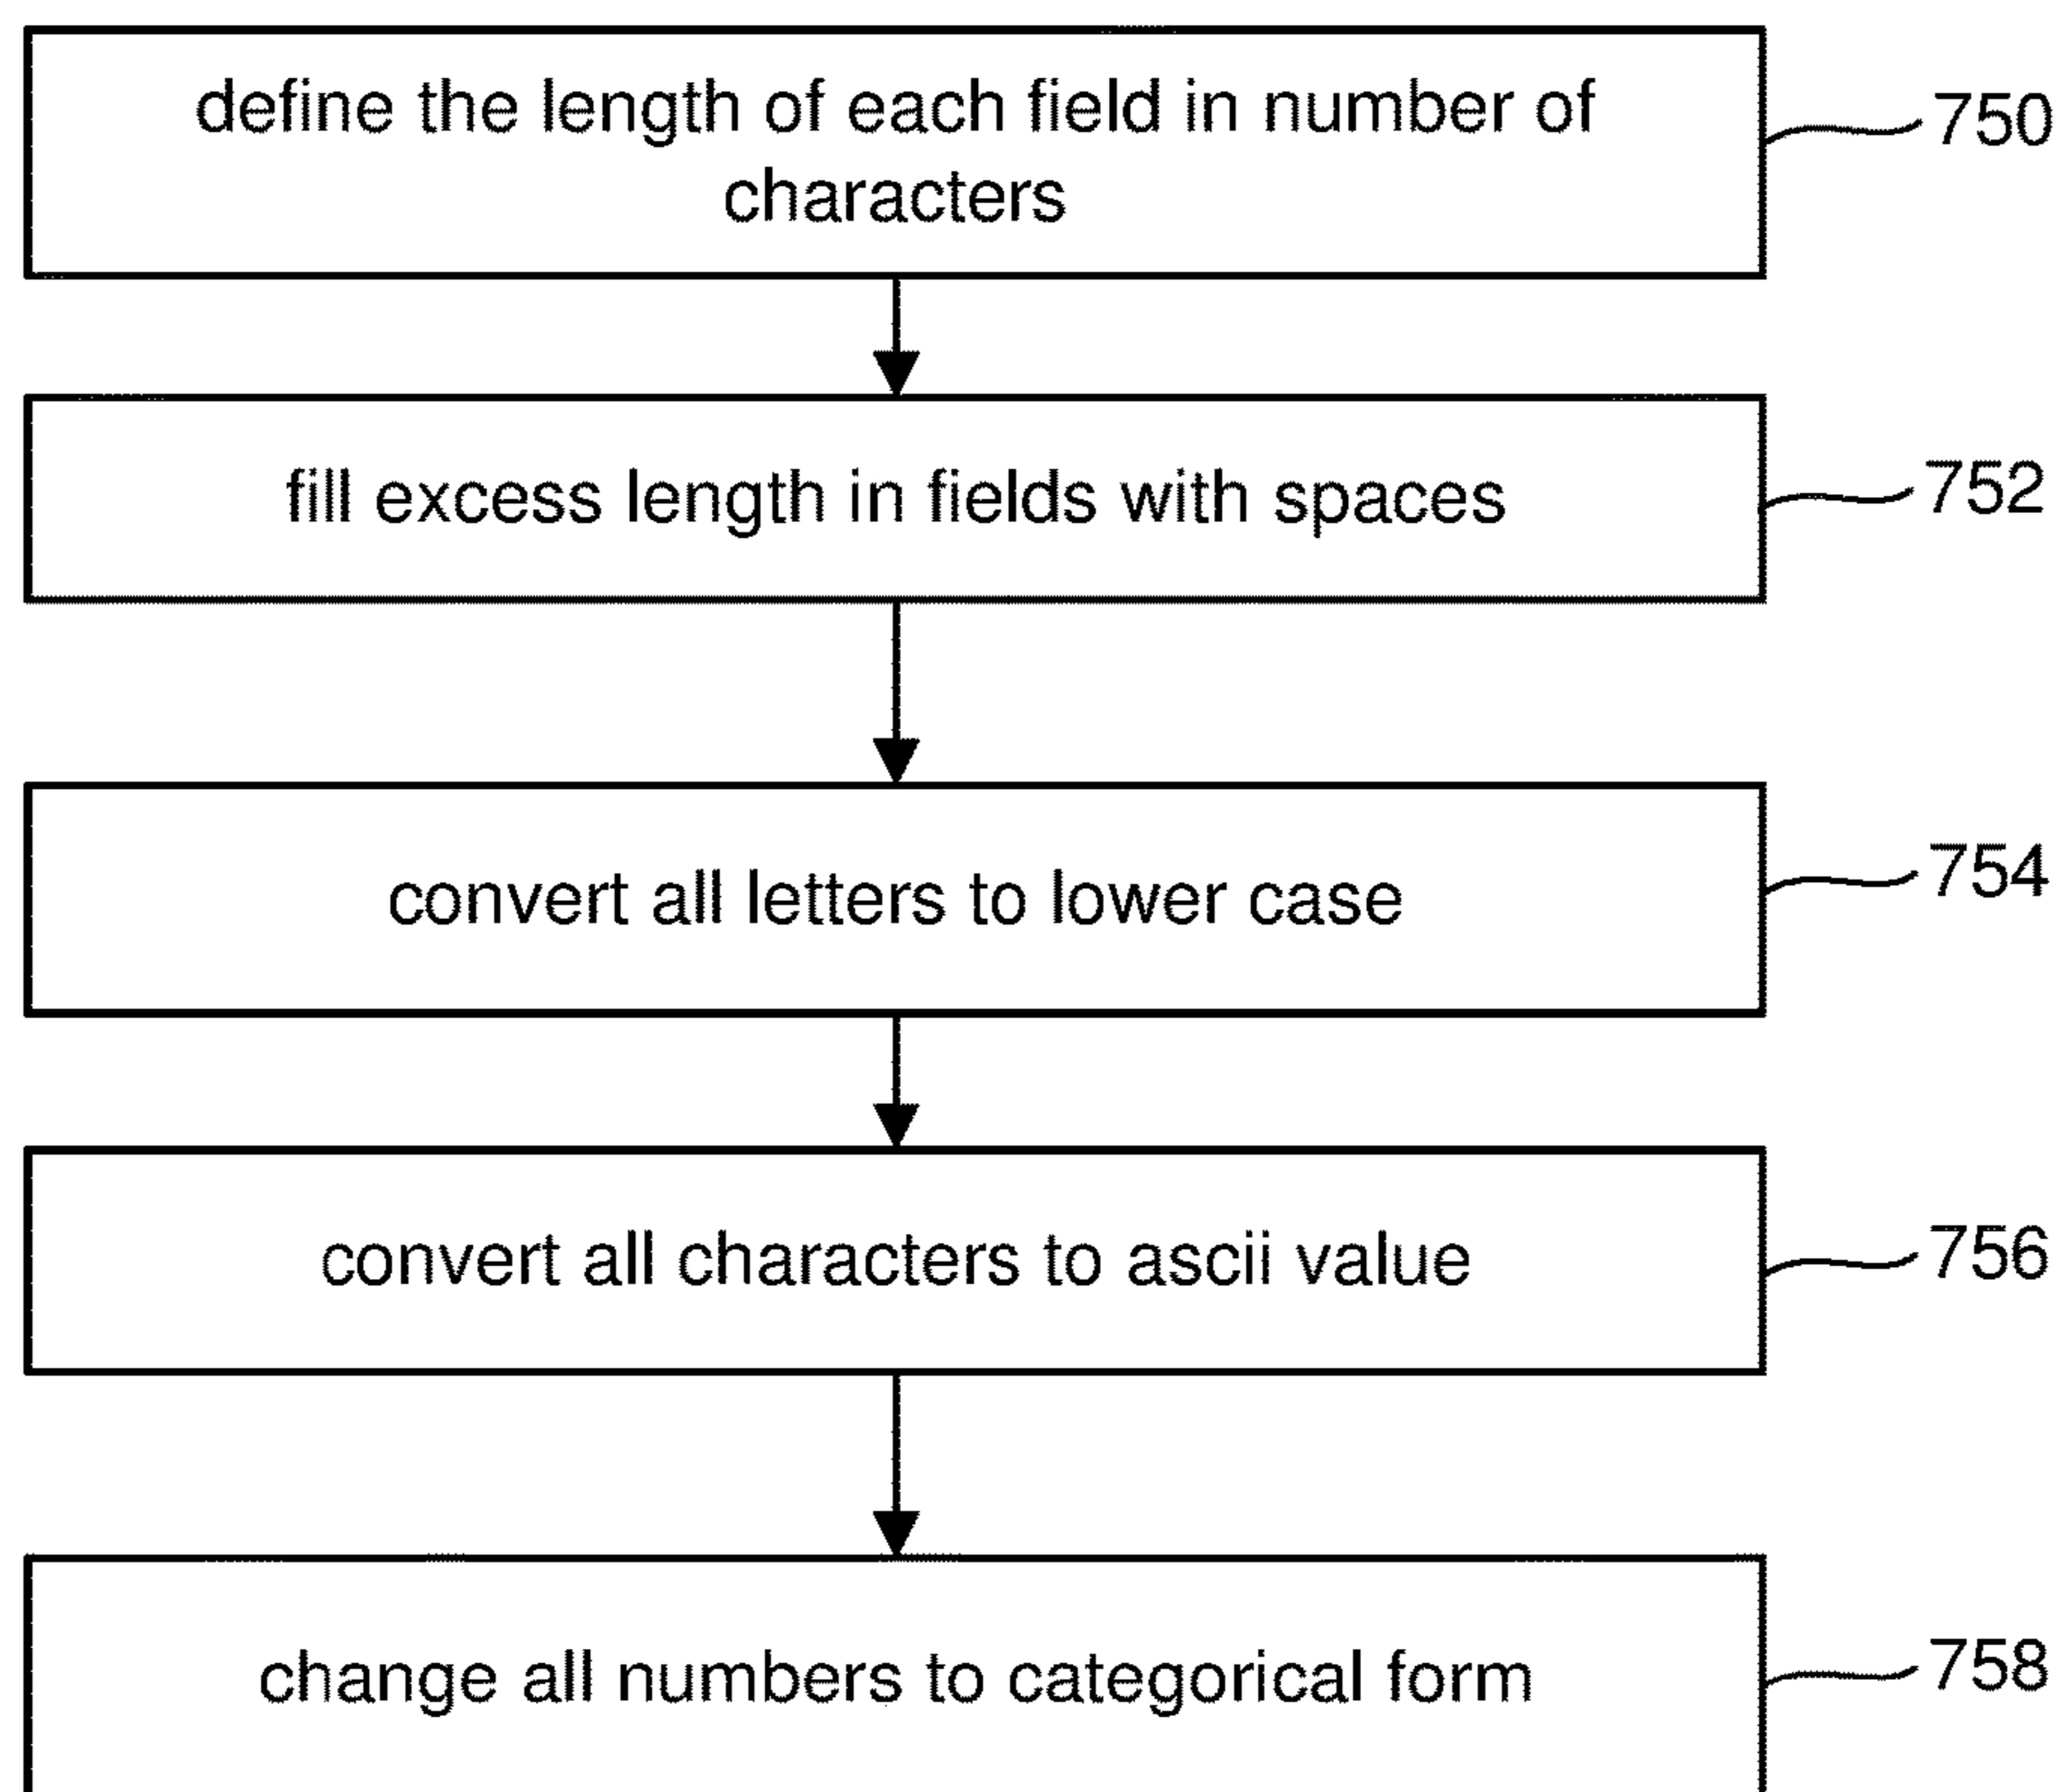 define the length of each field in number of
characters
750
fill excess length in fields with spaces
752
convert all letters to lower case
754
convert all characters to ascii value
756
change all numbers to categorical form
758